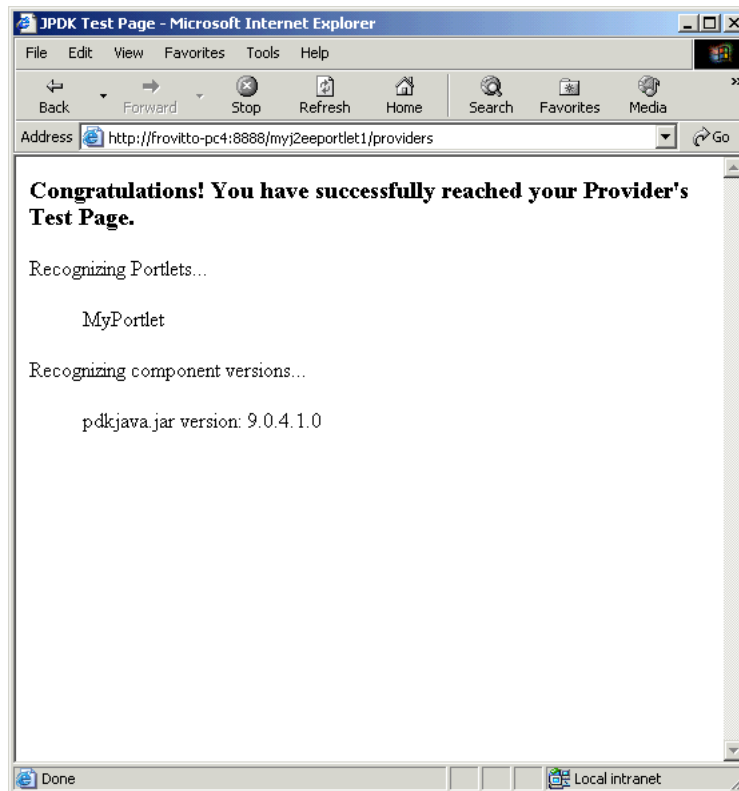 JPDK Test Page - Microsoft Internet Explorer
File Edit View Favorites Tools Help
Back Forward Stop Refresh Home Search Favorites Media »
Address http://frovitto-pc4:8888/myj2eeportlet1/providers Go
Congratulations! You have successfully reached your Provider's
Test Page.
Recognizing Portlets...
MyPortlet
Recognizing component versions...
pdkjava.jar version: 9.0.4.1.0
Done Local intranet